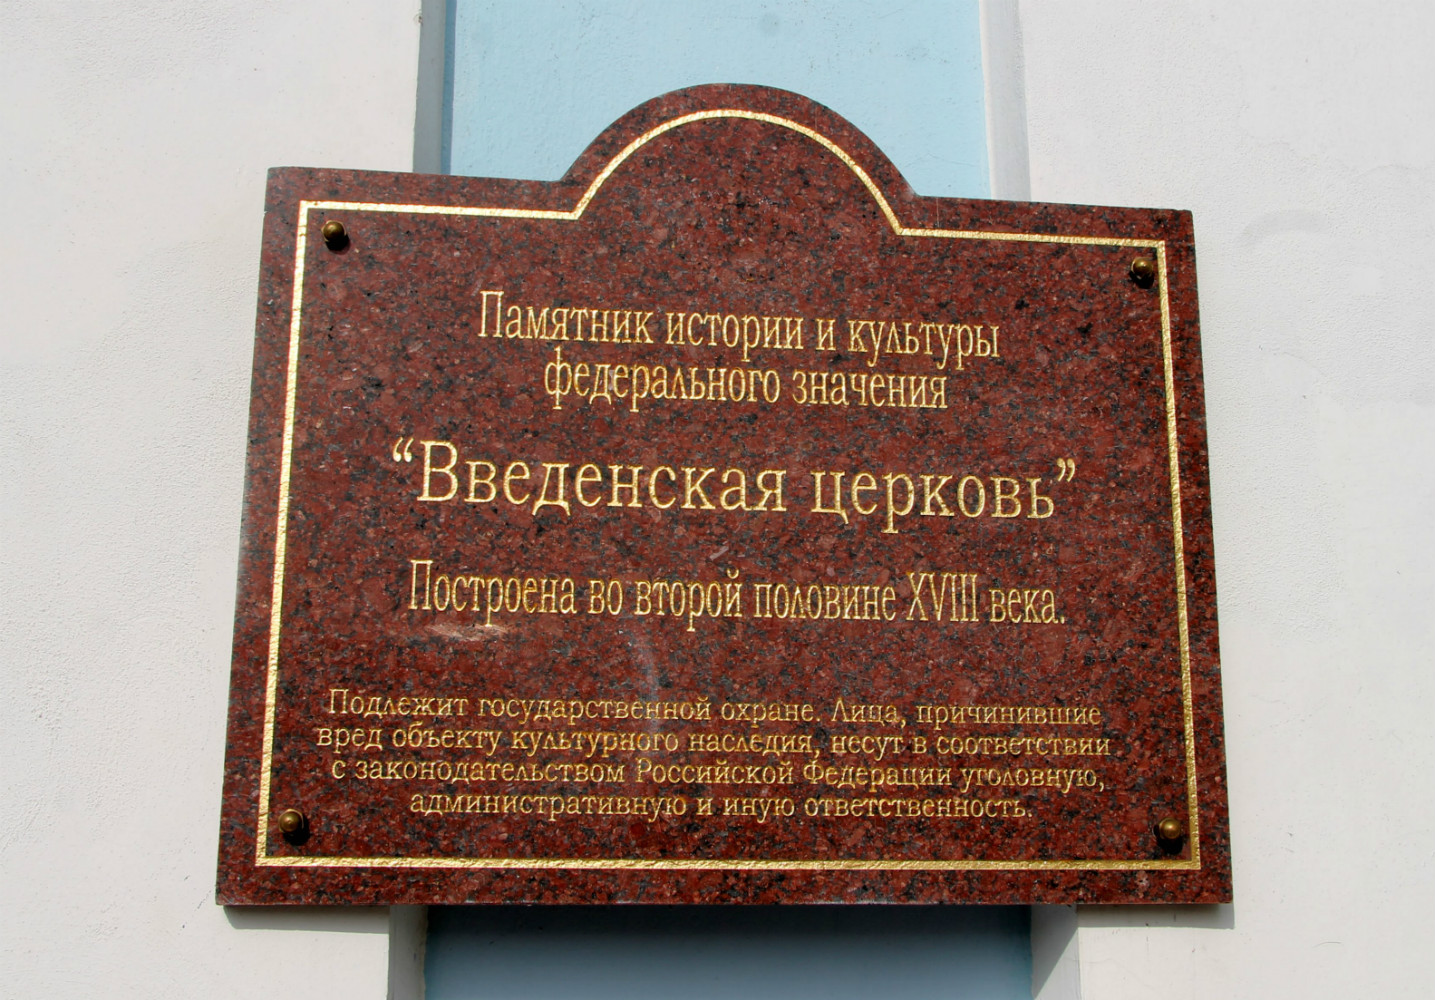 Памятник истории и культуры
федерального значения
“Введенская церковь”
Построена во второй половине XVIII века.
Подлежит государственной охране. Лица, причинившие
вред объекту культурного наследия, несут в соответствии
с законодательством Российской Федерации уголовную,
административную и иную ответственность.